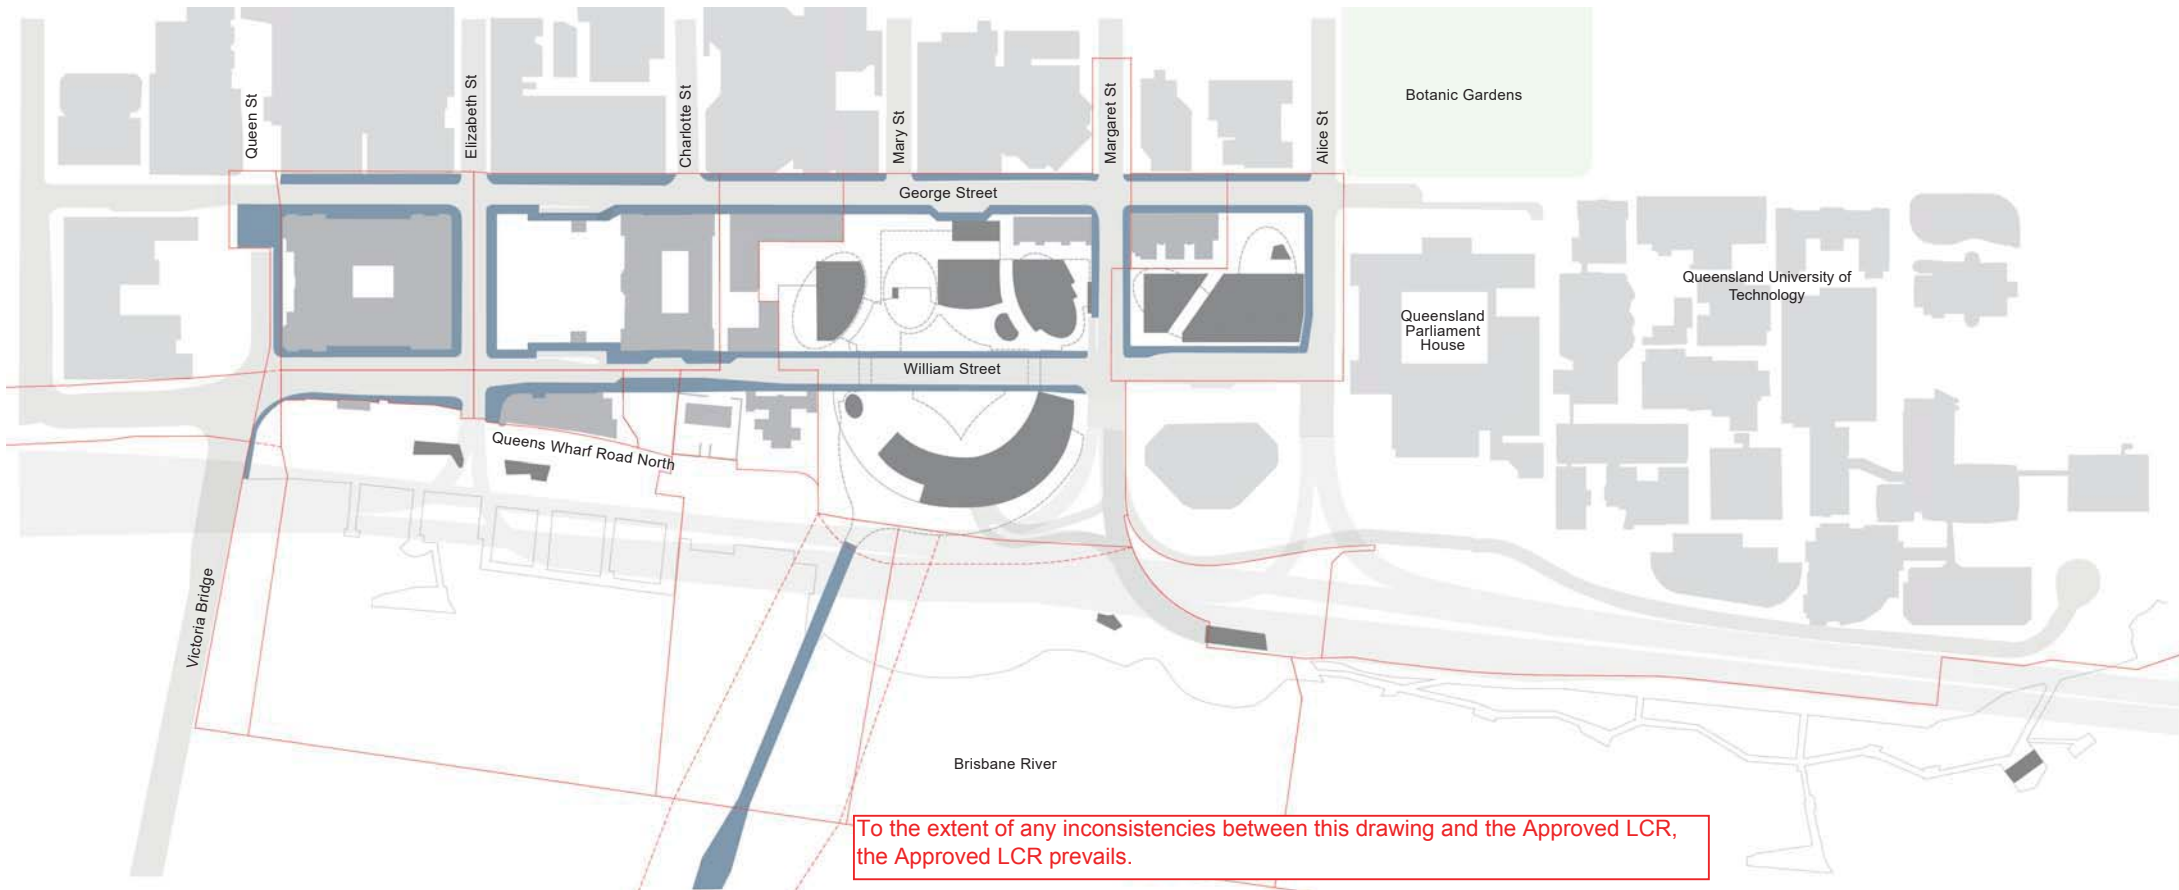 Queen St
Elizabeth St
Charlotte St
Mary St
Margaret St
Alice St
Botanic Gardens
George Street
Queensland University of
Technology
Queensland
Parliament
House
William Street
Queens Wharf Road North
Victoria Bridge
Brisbane River
To the extent of any inconsistencies between this drawing and the Approved LCR,
the Approved LCR prevails.